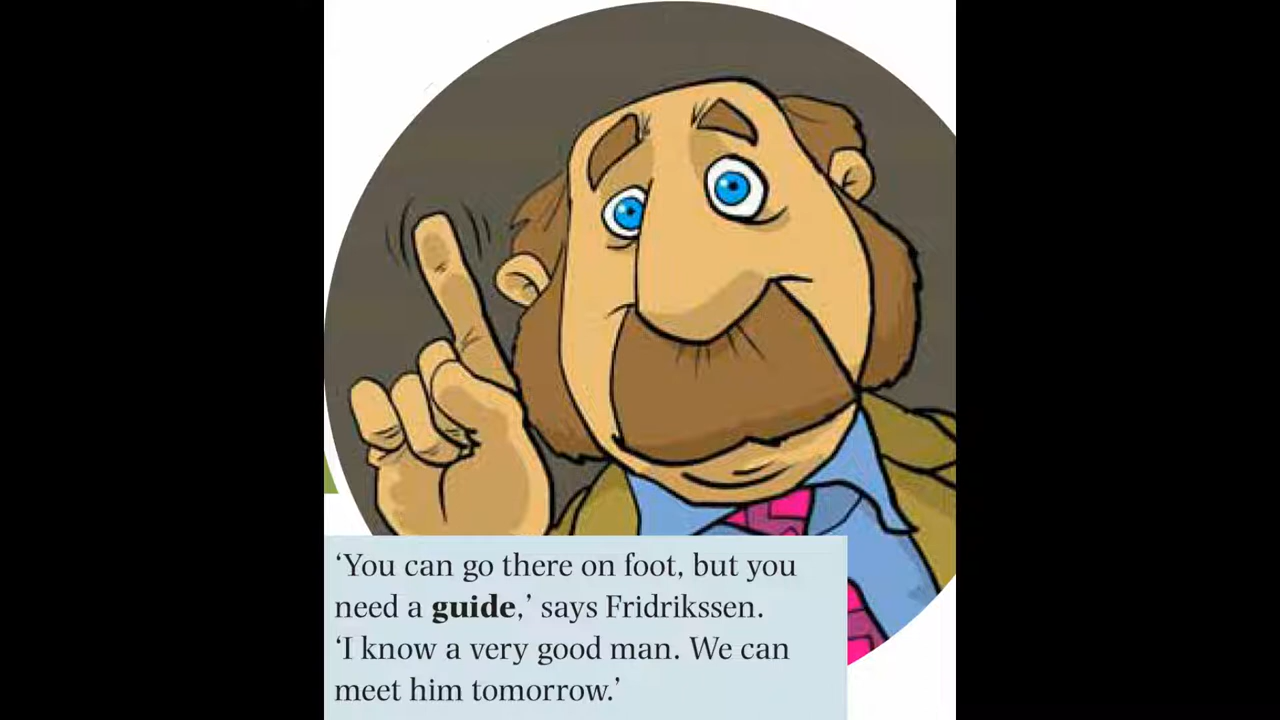 ‘You can go there on foot, but you
need a guide,’ says Fridrikssen.
‘I know a very good man. We can
meet him tomorrow.’